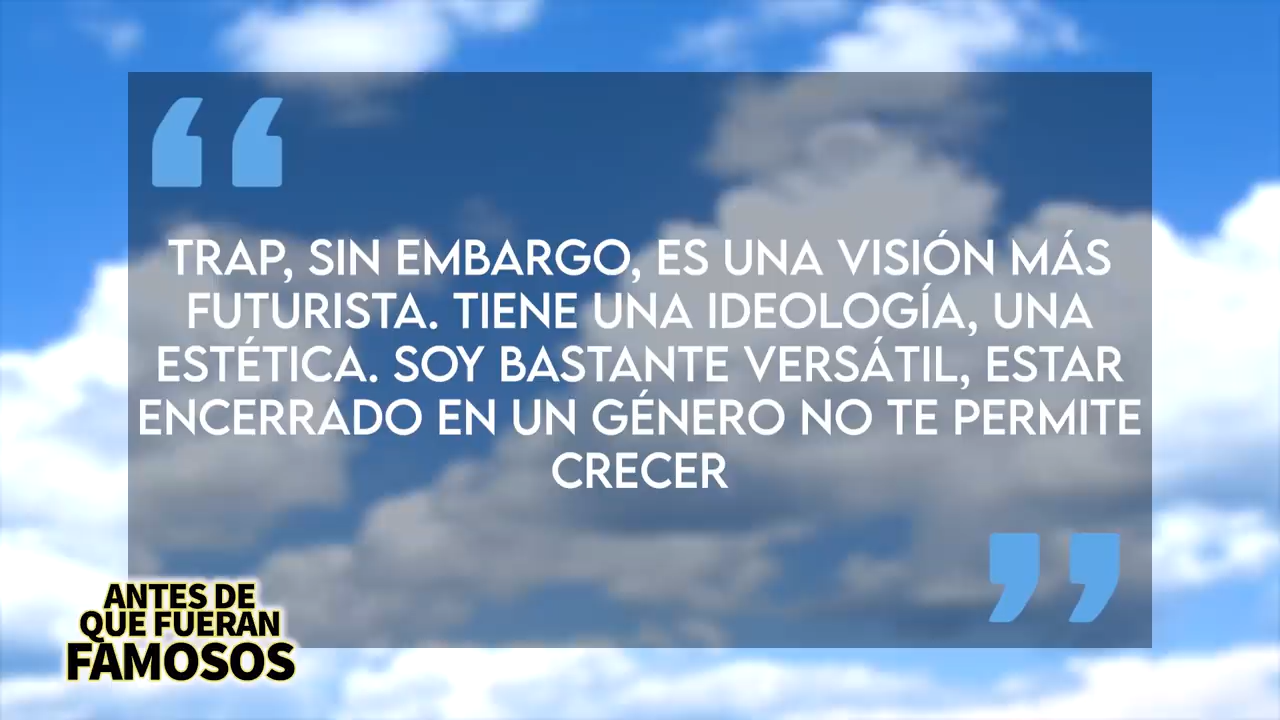 “
TRAP, SIN EMBARGO, ES UNA VISIÓN MÁS
FUTURISTA. TIENE UNA IDEOLOGÍA, UNA
ESTÉTICA. SOY BASTANTE VERSÁTIL, ESTAR
ENCERRADO EN UN GÉNERO NO TE PERMITE
CRECER
”
ANTES DE
QUE FUERAN
FAMOSOS